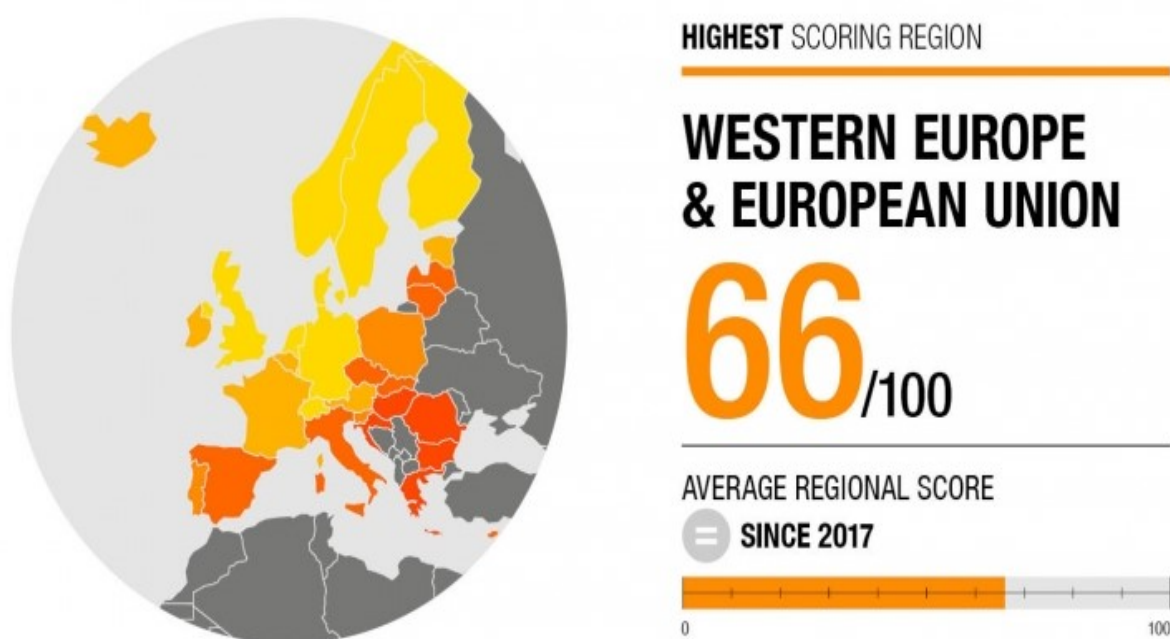 HIGHEST SCORING REGION
WESTERN EUROPE
& EUROPEAN UNION
66/100
AVERAGE REGIONAL SCORE
= SINCE 2017
0 100